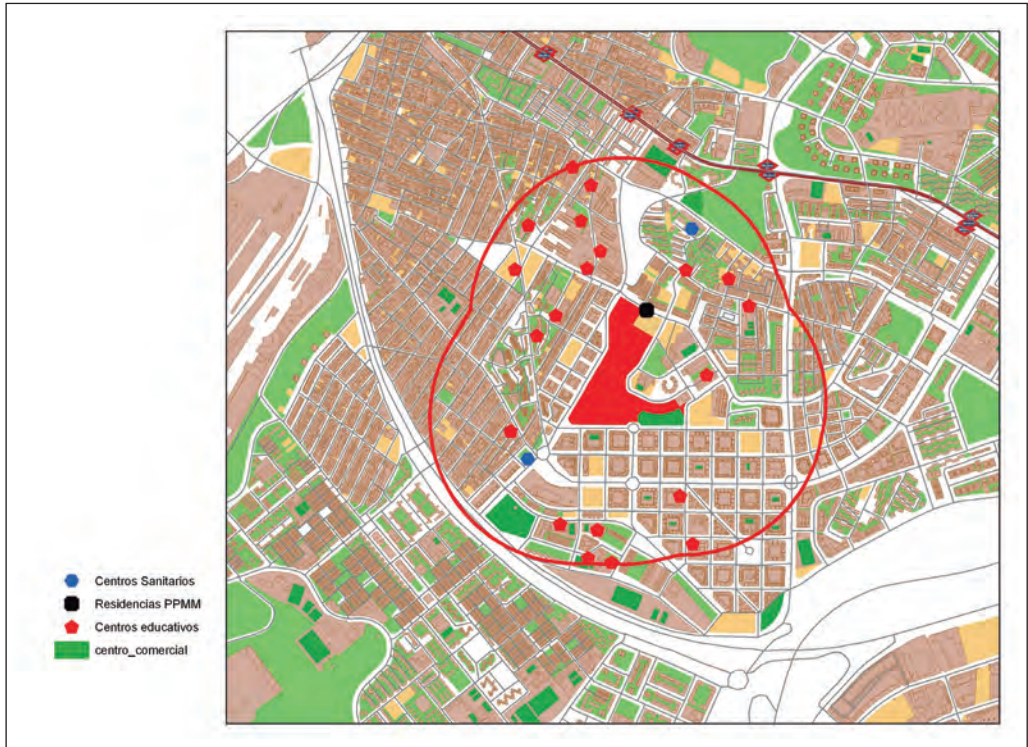 Centros Sanitarios
Residencias PPMM
Centros educativos
centro_comercial